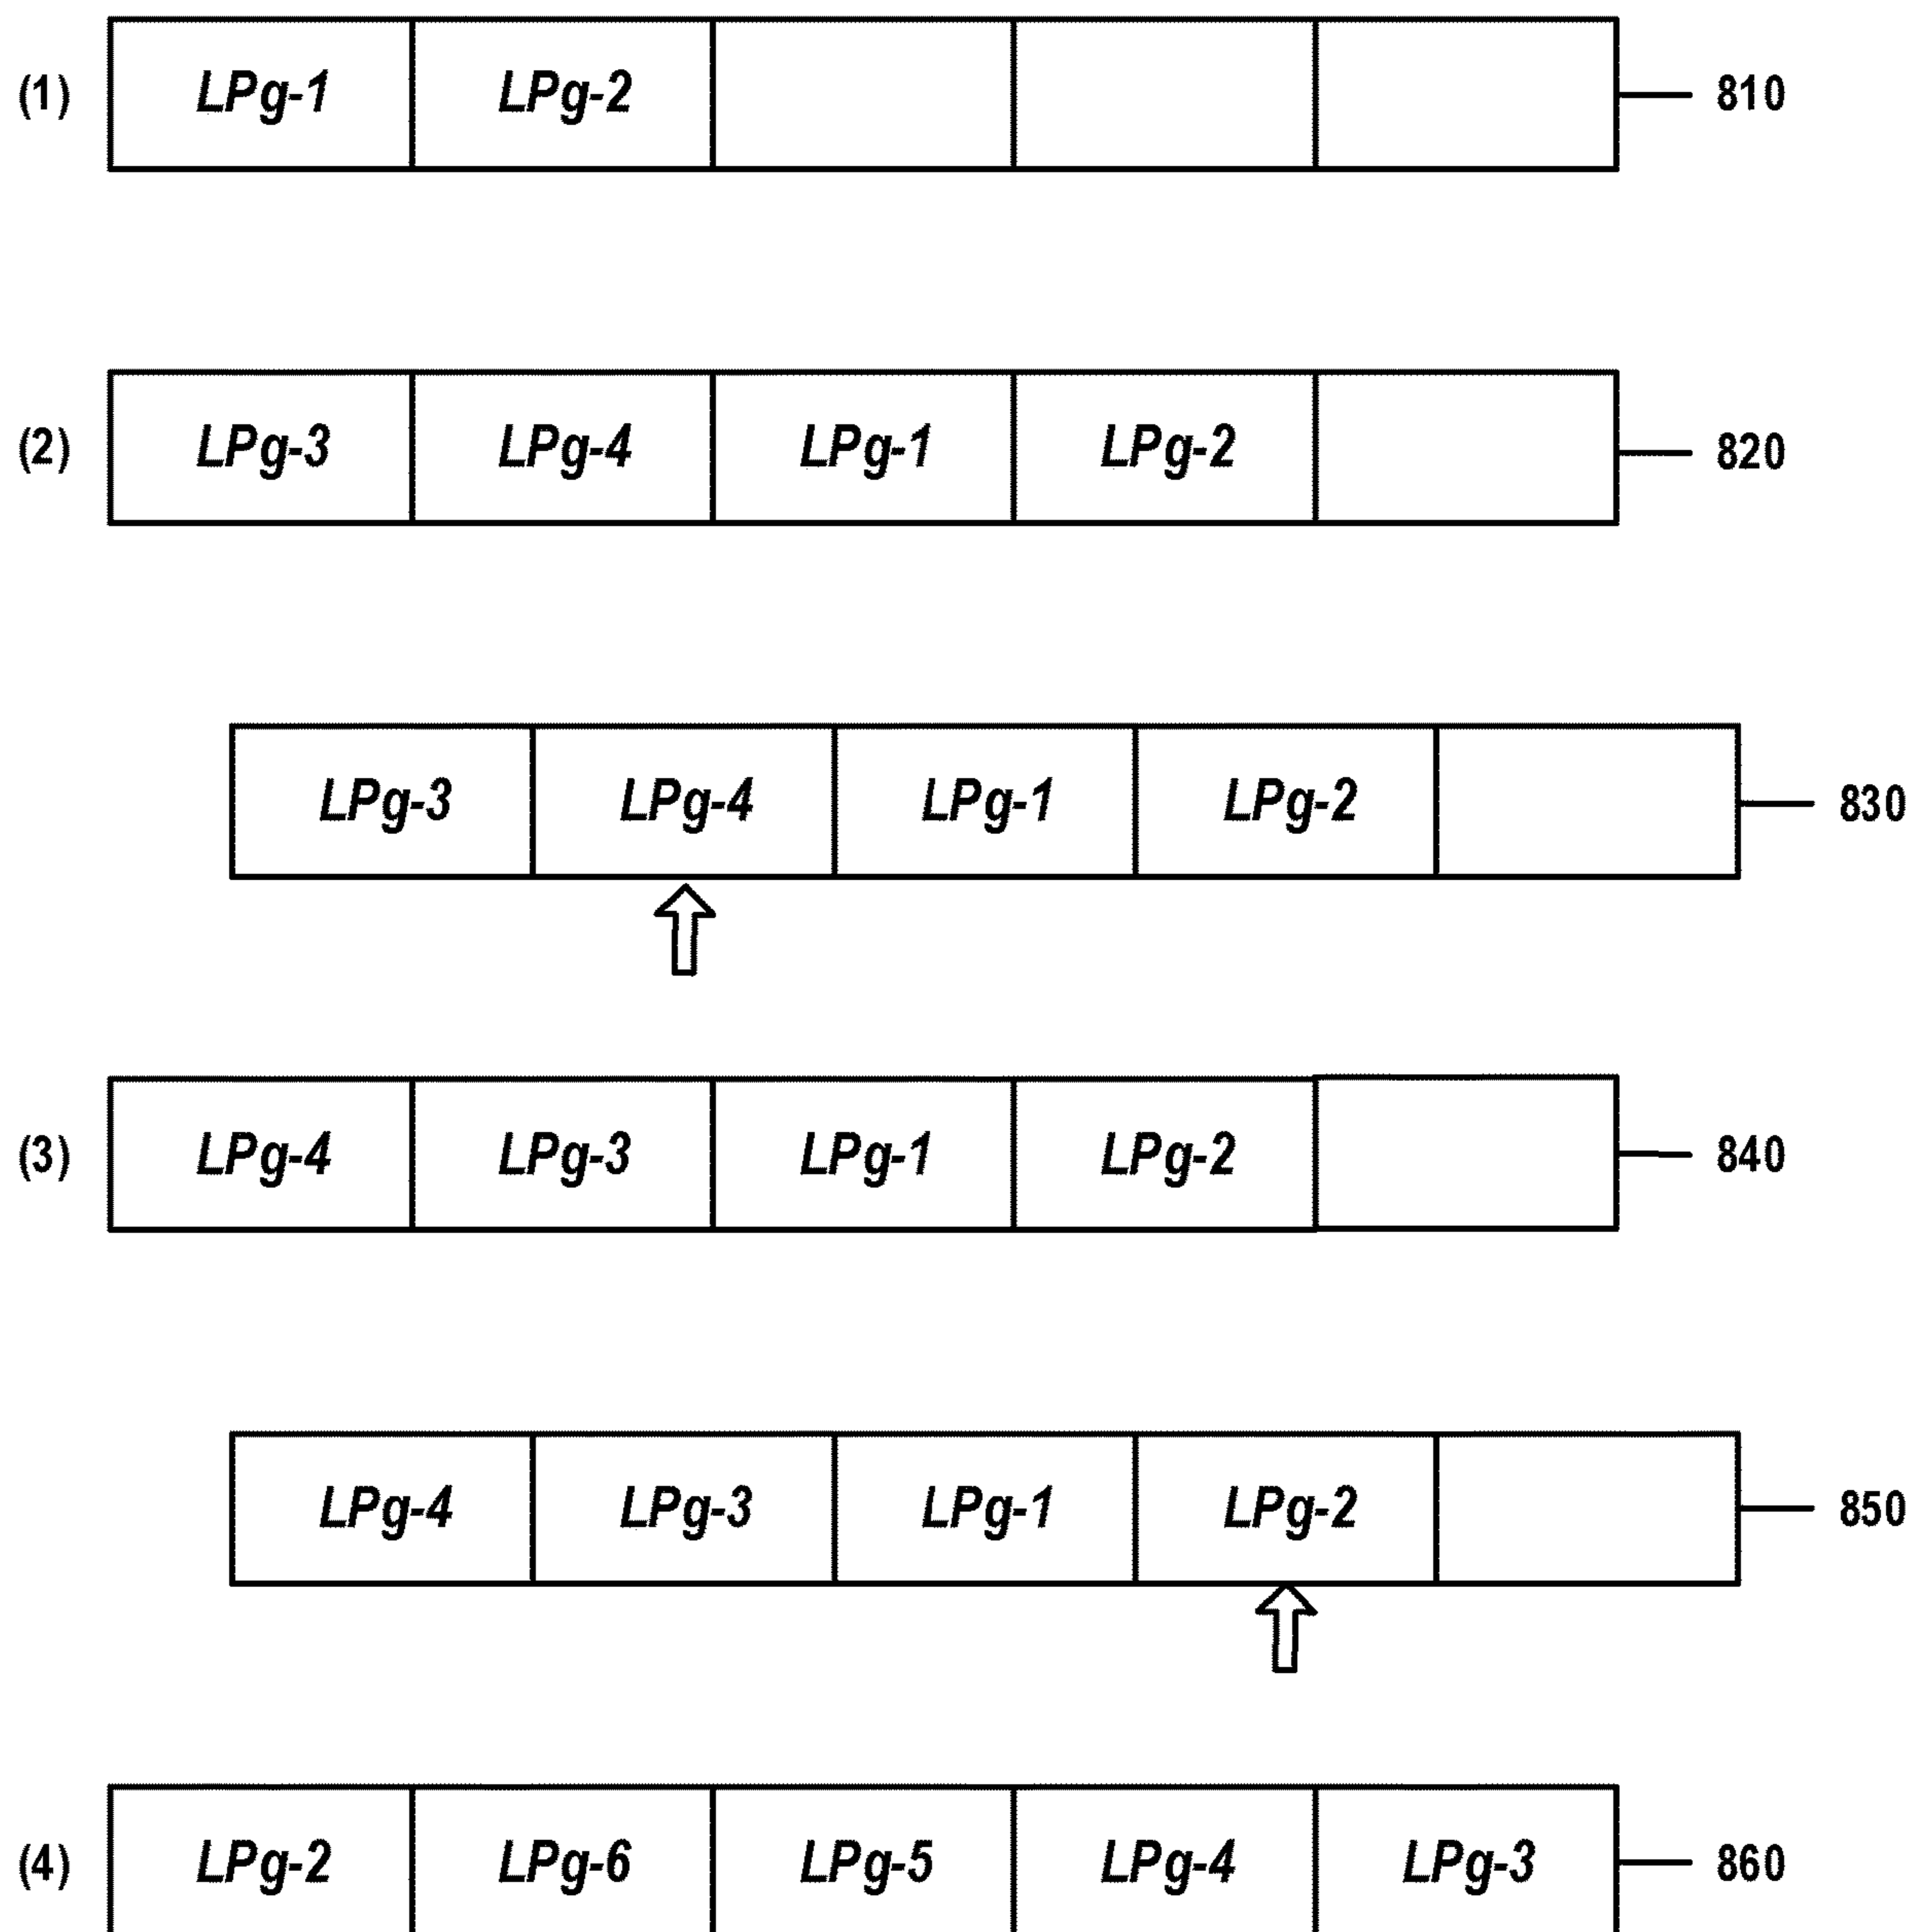 (1) LPg-1 LPg-2 810
(2) LPg-3 LPg-4 LPg-1 LPg-2 820
LPg-3 LPg-4 LPg-1 LPg-2 830
(3) LPg-4 LPg-3 LPg-1 LPg-2 840
LPg-4 LPg-3 LPg-1 LPg-2 850
(4) LPg-2 LPg-6 LPg-5 LPg-4 LPg-3 860